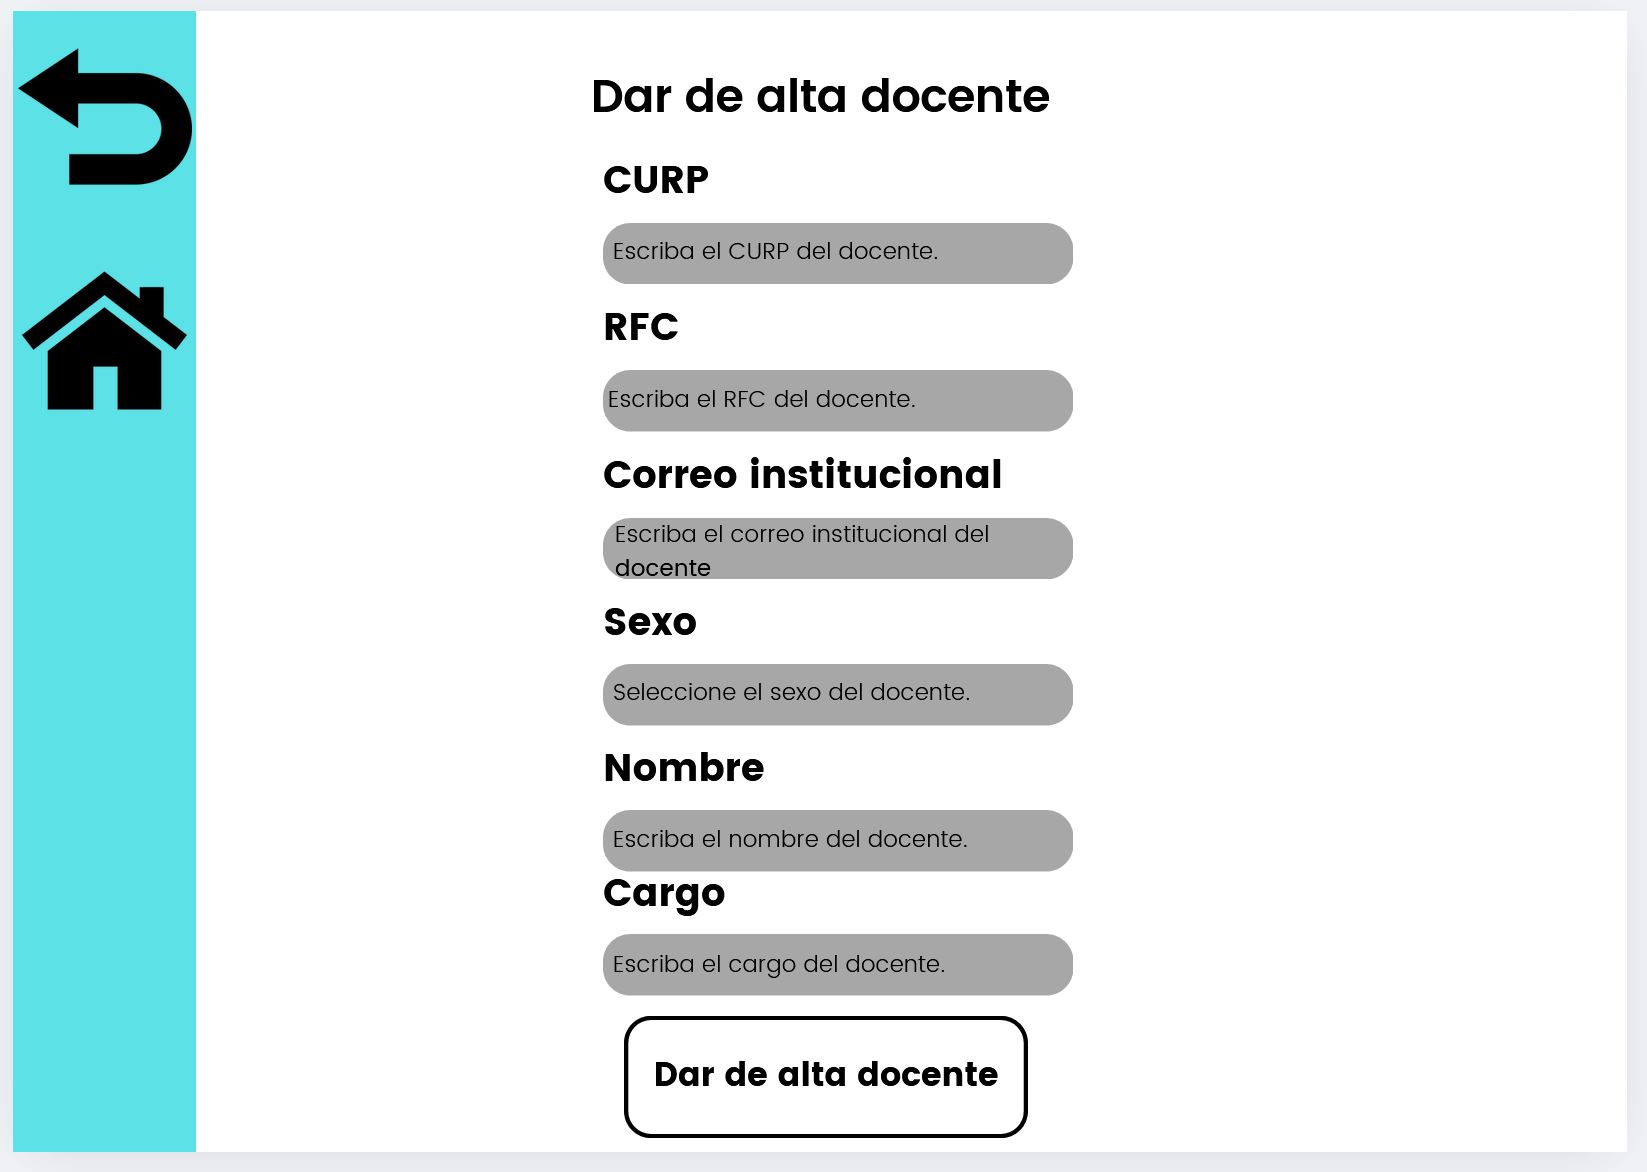 Dar de alta docente
CURP
Escriba el CURP del docente.
RFC
Escriba el RFC del docente.
Correo institucional
Escriba el correo institucional del
docente
Sexo
Seleccione el sexo del docente.
Nombre
Escriba el nombre del docente.
Cargo
Escriba el cargo del docente.
Dar de alta docente